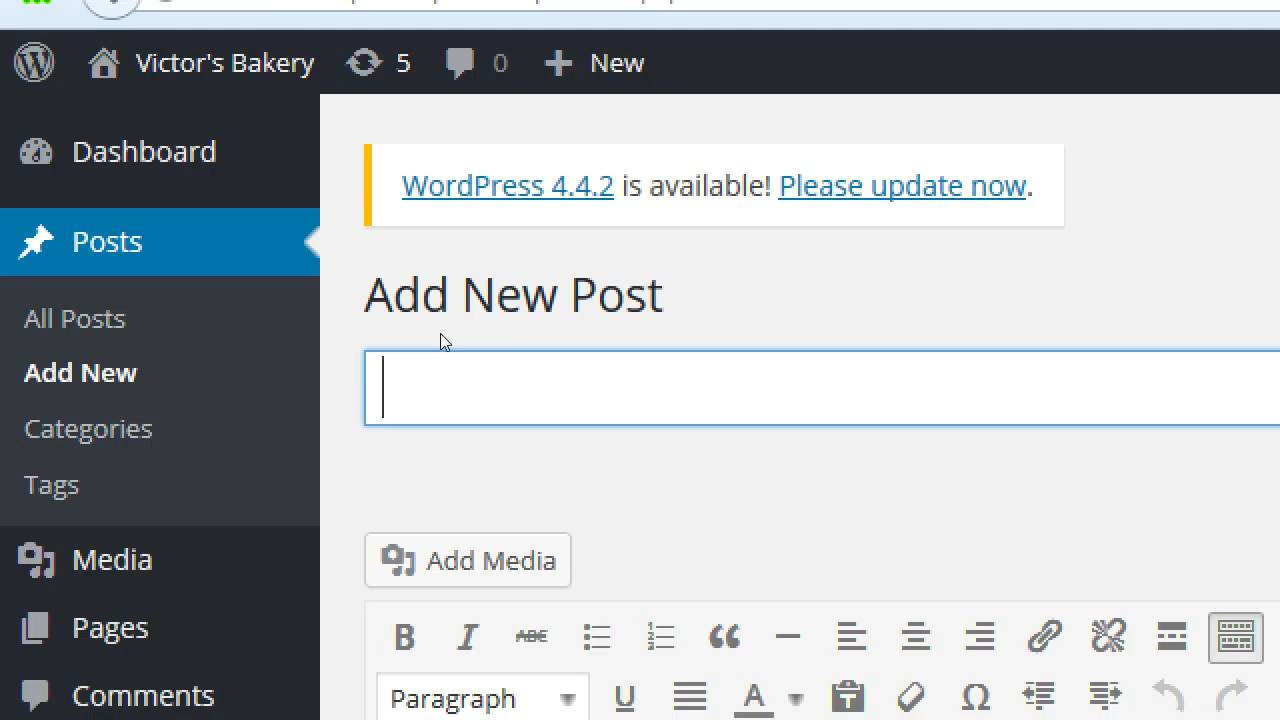 Victor's Bakery 5 0 New
Dashboard
WordPress 4.4.2 is available! Please update now.
Posts
Add New Post
All Posts
Add New
Categories
Tags
Media
Add Media
Pages
B I ABC
Paragraph U A Ω
Comments